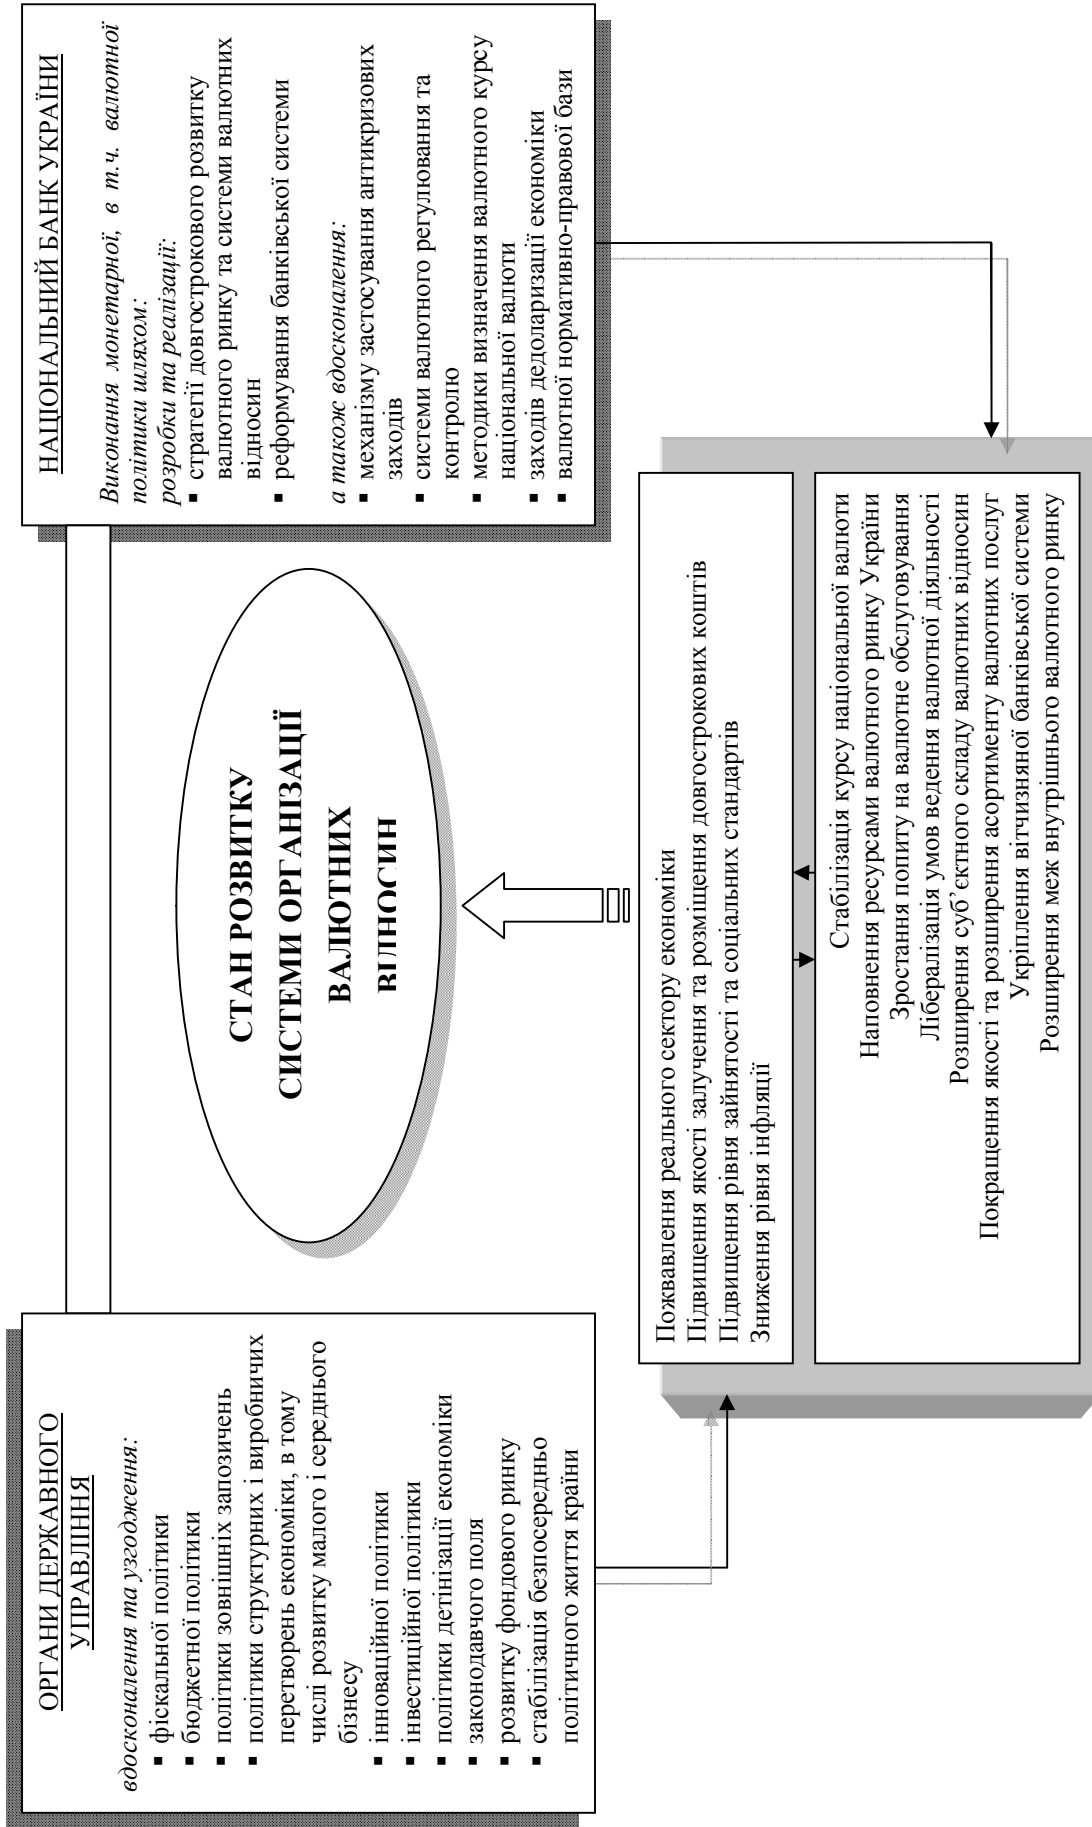 ОРГАНИ ДЕРЖАВНОГО
УПРАВЛІННЯ
вдосконалення та узгодження:
▪ фіскальної політики
▪ бюджетної політики
▪ політики зовнішніх запозичень
▪ політики структурних і виробничих
перетворень економіки, в тому
числі розвитку малого і середнього
бізнесу
▪ інноваційної політики
▪ інвестиційної політики
▪ політики детінізації економіки
▪ законодавчого поля
▪ розвитку фондового ринку
▪ стабілізація безпосередньо
політичного життя країни
СТАН РОЗВИТКУ
СИСТЕМИ ОРГАНІЗАЦІЇ
ВАЛЮТНИХ
ВІДНОСИН
НАЦІОНАЛЬНИЙ БАНК УКРАЇНИ
Виконання монетарної, в т.ч. валютної
політики шляхом:
розробки та реалізації:
▪ стратегії довгострокового розвитку
валютного ринку та системи валютних
відносин
▪ реформування банківської системи
а також вдосконалення:
▪ механізму застосування антикризових
заходів
▪ системи валютного регулювання та
контролю
▪ методики визначення валютного курсу
національної валюти
▪ заходів дедоларизації економіки
▪ валютної нормативно-правової бази
Пожвавлення реального сектору економіки
Підвищення якості залучення та розміщення довгострокових коштів
Підвищення рівня зайнятості та соціальних стандартів
Зниження рівня інфляції
Стабілізація курсу національної валюти
Наповнення ресурсами валютного ринку України
Зростання попиту на валютне обслуговування
Лібералізація умов ведення валютної діяльності
Розширення суб’єктного складу валютних відносин
Покращення якості та розширення асортименту валютних послуг
Укріплення вітчизняної банківської системи
Розширення меж внутрішнього валютного ринку